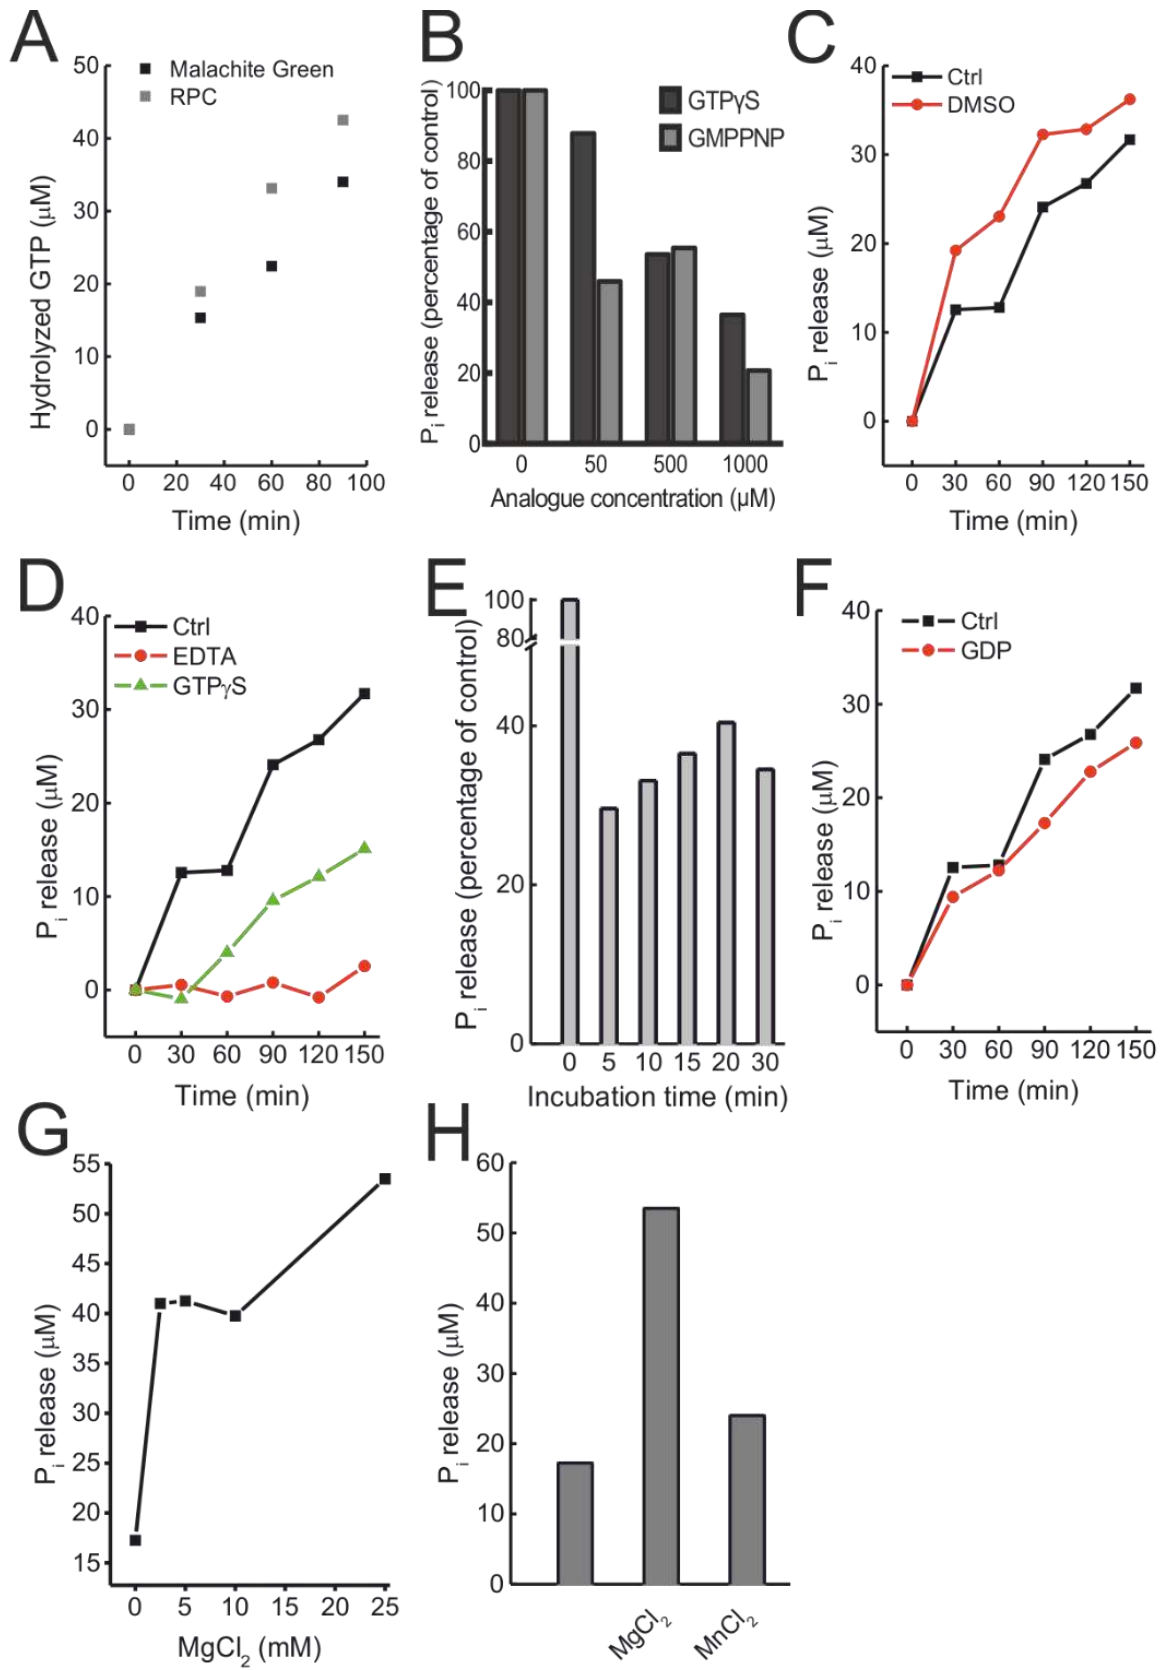 A
50
40
30
20
10
0
Hydrolyzed GTP (μM)
Malachite Green
RPC
0 20 40 60 80 100
Time (min)
B
100
80
60
40
20
0
Pi release (percentage of control)
GTPγS
GMPPNP
0 50 500 1000
Analogue concentration (µM)
C
40
30
20
10
0
Pi release (μM)
Ctrl
DMSO
0 30 60 90 120 150
Time (min)
D
40
30
20
10
0
Pi release (μM)
Ctrl
EDTA
GTPγS
0 30 60 90 120 150
Time (min)
E
100
80
40
20
0
Pi release (percentage of control)
0 5 10 15 20 30
Incubation time (min)
F
40
30
20
10
0
Pi release (μM)
Ctrl
GDP
0 30 60 90 120 150
Time (min)
G
55
50
45
40
35
30
25
20
15
Pi release (μM)
0 5 10 15 20 25
MgCl2 (mM)
H
60
50
40
30
20
10
0
Pi release (μM)
MgCl2
MnCl2